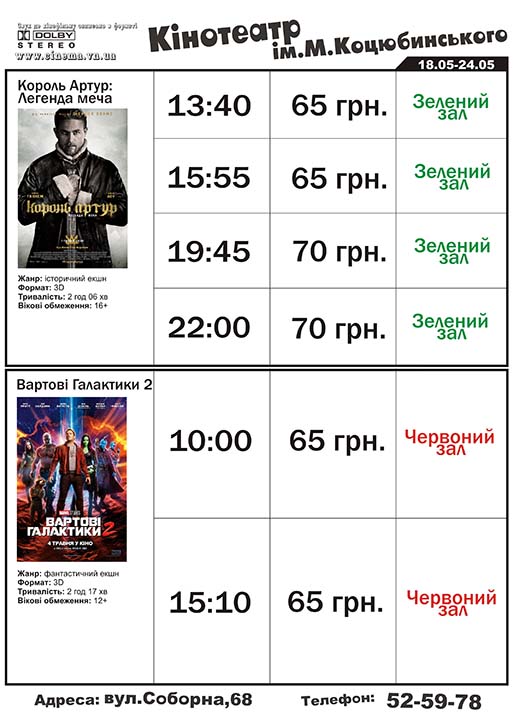 Звук по кінофільму озвучено в форматі
DOLBY
STEREO
www.cinema.vn.ua
Кінотеатр
ім.М.Коцюбинського
18.05-24.05
Король Артур:
Легенда меча
КОРОЛЬ АРТУР
Жанр: історичний екшн
Формат: 3D
Тривалість: 2 год 06 хв
Вікові обмеження: 16+
13:40 65 грн. Зелений зал
15:55 65 грн. Зелений зал
19:45 70 грн. Зелений зал
22:00 70 грн. Зелений зал
Вартові Галактики 2
MARVEL STUDIOS
ВАРТОВІ
ГАЛАКТИКИ 2
4 ТРАВНЯ У КІНО
Жанр: фантастичний екшн
Формат: 3D
Тривалість: 2 год 17 хв
Вікові обмеження: 12+
10:00 65 грн. Червоний зал
15:10 65 грн. Червоний зал
Адреса: вул.Соборна,68 Телефон: 52-59-78